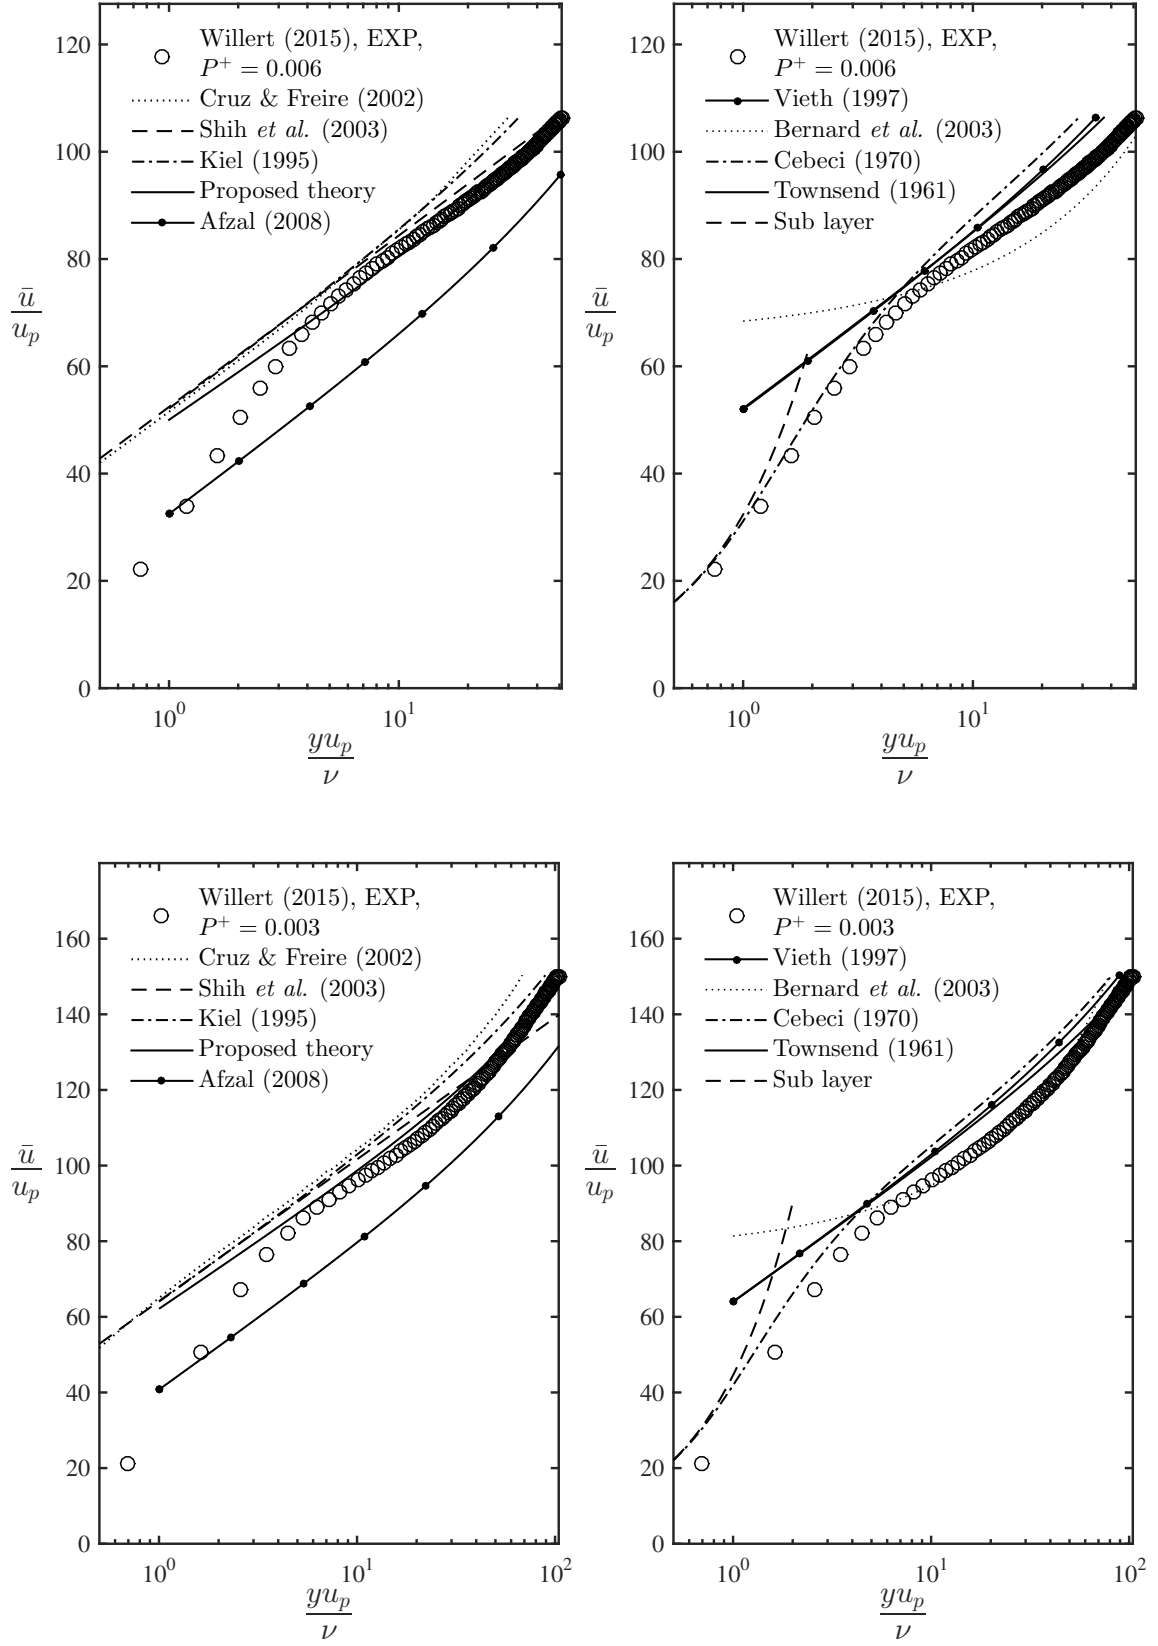 120
100
80
60
40
20
0
ū
u_p
Willert (2015), EXP,
P⁺ = 0.006
Cruz & Freire (2002)
Shih et al. (2003)
Kiel (1995)
Proposed theory
Afzal (2008)
10⁰ 10¹
yu_p
ν
120
100
80
60
40
20
0
ū
u_p
Willert (2015), EXP,
P⁺ = 0.006
Vieth (1997)
Bernard et al. (2003)
Cebeci (1970)
Townsend (1961)
Sub layer
10⁰ 10¹
yu_p
ν
160
140
120
100
80
60
40
20
0
ū
u_p
Willert (2015), EXP,
P⁺ = 0.003
Cruz & Freire (2002)
Shih et al. (2003)
Kiel (1995)
Proposed theory
Afzal (2008)
10⁰ 10¹ 10²
yu_p
ν
160
140
120
100
80
60
40
20
0
ū
u_p
Willert (2015), EXP,
P⁺ = 0.003
Vieth (1997)
Bernard et al. (2003)
Cebeci (1970)
Townsend (1961)
Sub layer
10⁰ 10¹ 10²
yu_p
ν